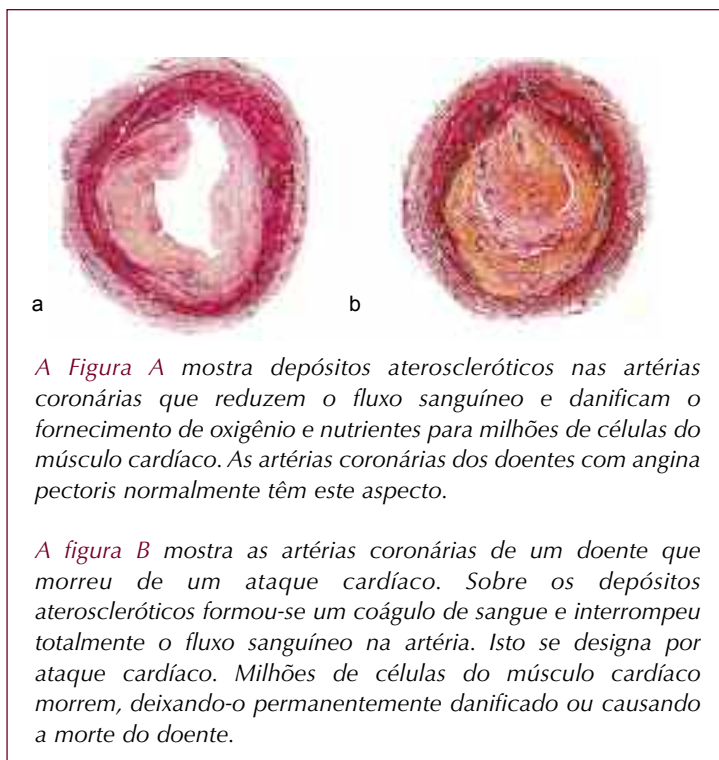 a
b
A Figura A mostra depósitos ateroscleróticos nas artérias
coronárias que reduzem o fluxo sanguíneo e danificam o
fornecimento de oxigênio e nutrientes para milhões de células do
músculo cardíaco. As artérias coronárias dos doentes com angina
pectoris normalmente têm este aspecto.
A figura B mostra as artérias coronárias de um doente que
morreu de um ataque cardíaco. Sobre os depósitos
ateroscleróticos formou-se um coágulo de sangue e interrompeu
totalmente o fluxo sanguíneo na artéria. Isto se designa por
ataque cardíaco. Milhões de células do músculo cardíaco
morrem, deixando-o permanentemente danificado ou causando
a morte do doente.